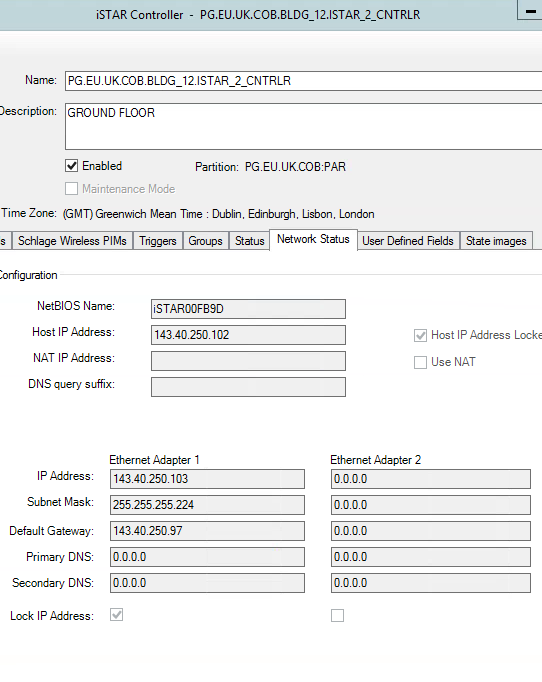 iSTAR Controller - PG.EU.UK.COB.BLDG_12.ISTAR_2_CNTRLR
Name: PG.EU.UK.COB.BLDG_12.ISTAR_2_CNTRLR
Description: GROUND FLOOR
Enabled Partition: PG.EU.UK.COB:PAR
Maintenance Mode
Time Zone: (GMT) Greenwich Mean Time : Dublin, Edinburgh, Lisbon, London
s Schlage Wireless PIMs Triggers Groups Status Network Status User Defined Fields State images
Configuration
NetBIOS Name: iSTAR00FB9D
Host IP Address: 143.40.250.102 Host IP Address Locke
NAT IP Address: Use NAT
DNS query suffix:
Ethernet Adapter 1 Ethernet Adapter 2
IP Address: 143.40.250.103 0.0.0.0
Subnet Mask: 255.255.255.224 0.0.0.0
Default Gateway: 143.40.250.97 0.0.0.0
Primary DNS: 0.0.0.0 0.0.0.0
Secondary DNS: 0.0.0.0 0.0.0.0
Lock IP Address: